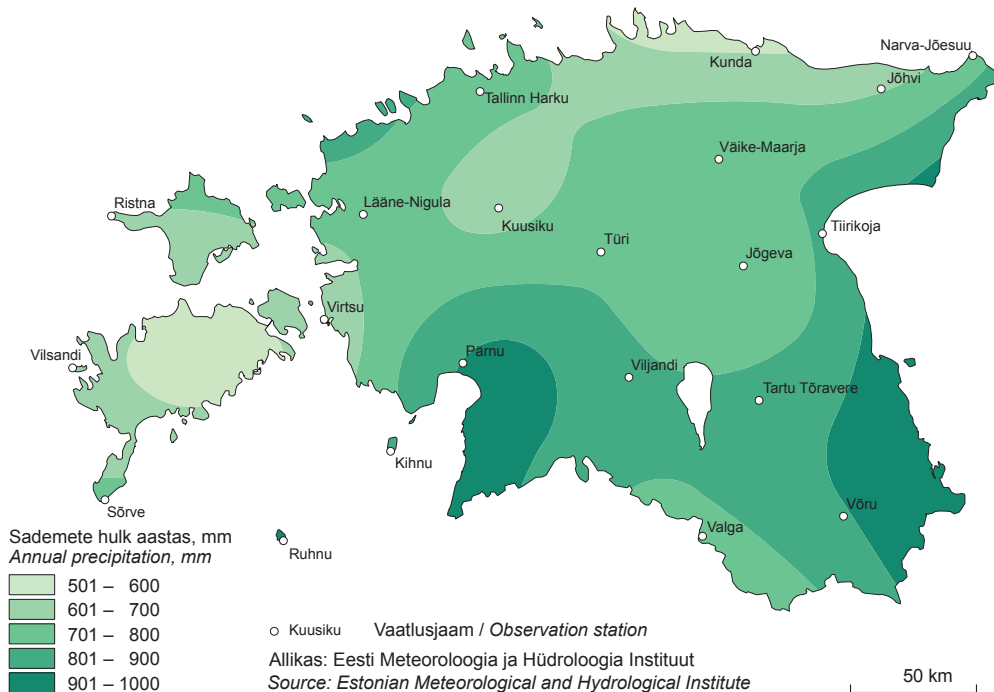 Narva-Jõesuu
Kunda
Jõhvi
Tallinn Harku
Väike-Maarja
Ristna
Lääne-Nigula
Kuusiku
Tiirikoja
Türi
Jõgeva
Virtsu
Vilsandi
Pärnu
Viljandi
Tartu Tõravere
Kihnu
Sõrve
Võru
Valga
Ruhnu
Sademete hulk aastas, mm
Annual precipitation, mm
501 – 600
601 – 700
701 – 800
801 – 900
901 – 1000
Kuusiku Vaatlusjaam / Observation station
Allikas: Eesti Meteoroloogia ja Hüdroloogia Instituut
Source: Estonian Meteorological and Hydrological Institute
50 km